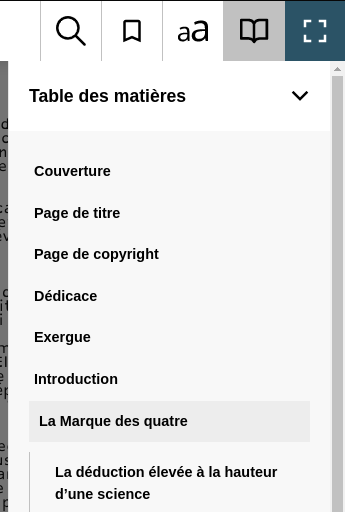 aA
Table des matières
Couverture
Page de titre
Page de copyright
Dédicace
Exergue
Introduction
La Marque des quatre
La déduction élevée à la hauteur
d’une science